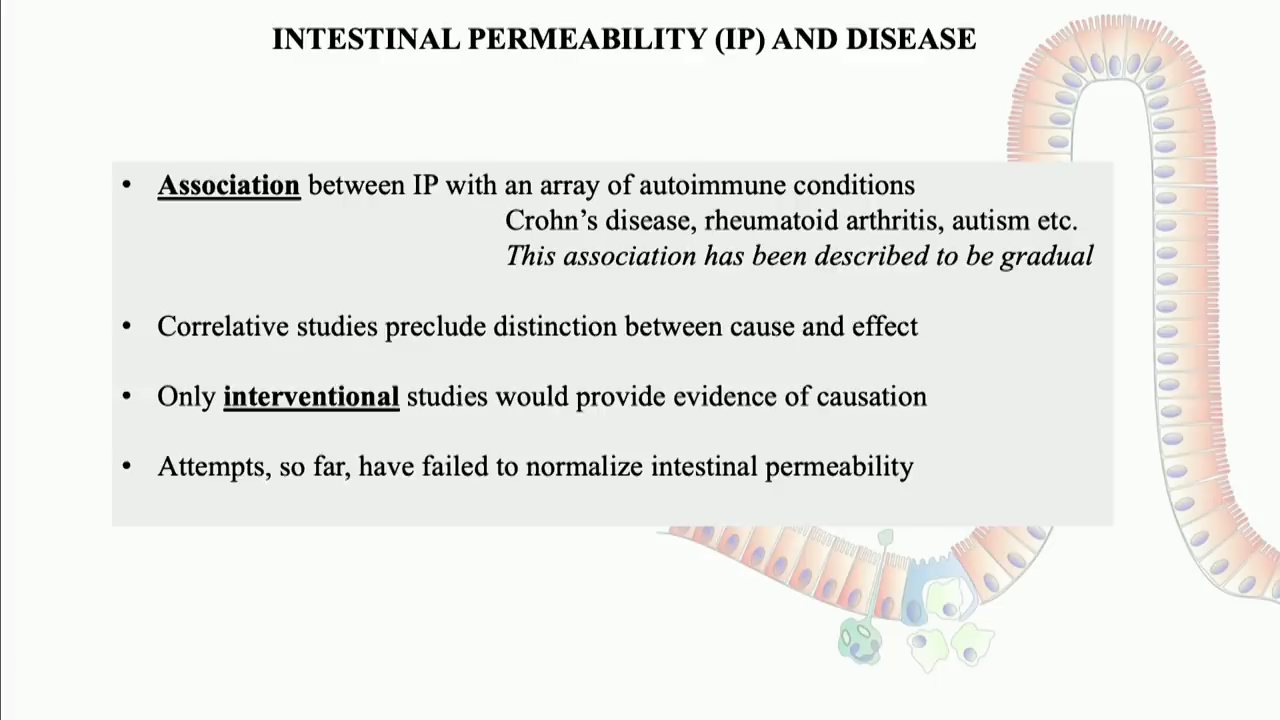 INTESTINAL PERMEABILITY (IP) AND DISEASE
• Association between IP with an array of autoimmune conditions
Crohn’s disease, rheumatoid arthritis, autism etc.
This association has been described to be gradual
• Correlative studies preclude distinction between cause and effect
• Only interventional studies would provide evidence of causation
• Attempts, so far, have failed to normalize intestinal permeability